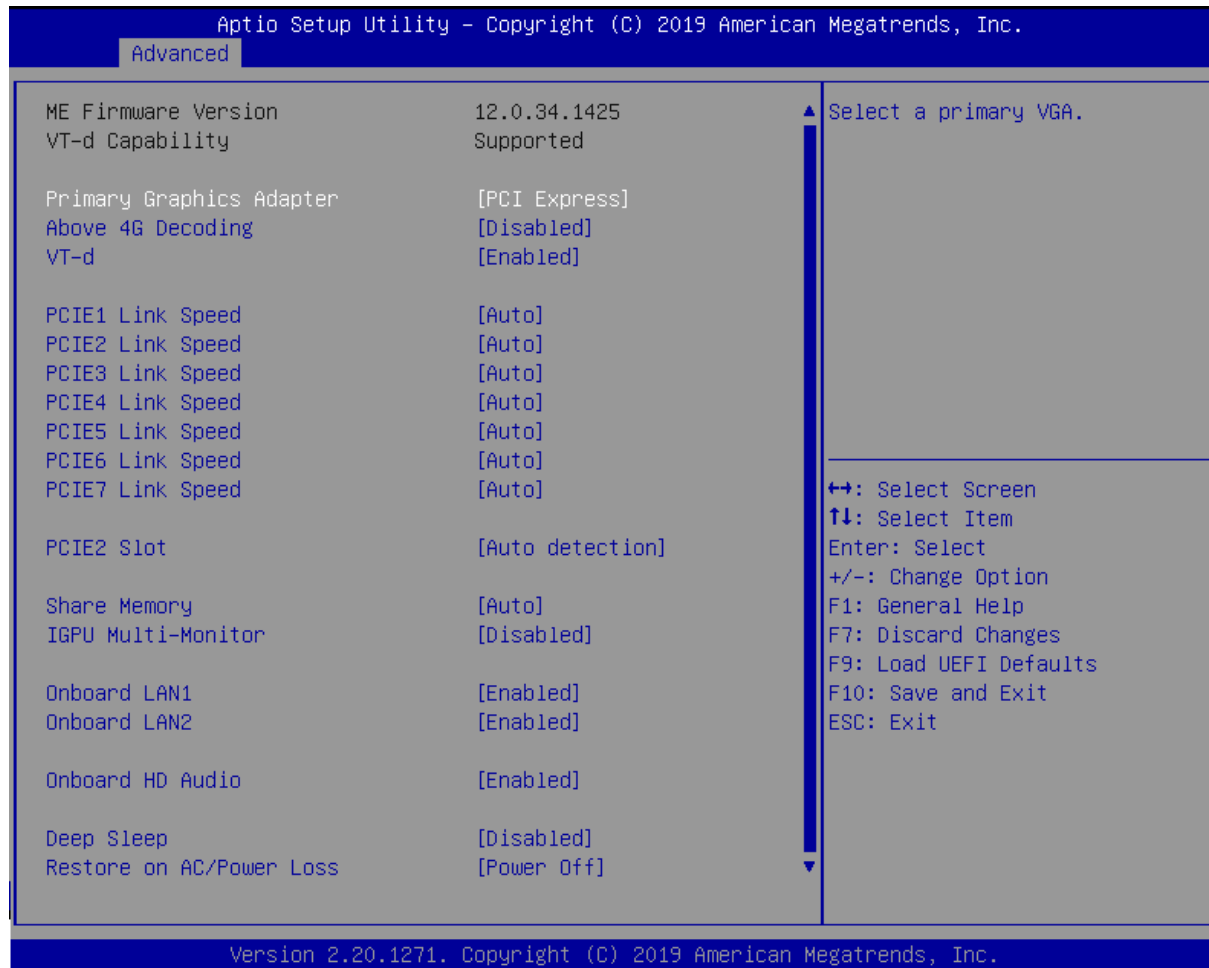 Aptio Setup Utility – Copyright (C) 2019 American Megatrends, Inc.
Advanced
ME Firmware Version 12.0.34.1425
VT-d Capability Supported
Primary Graphics Adapter [PCI Express]
Above 4G Decoding [Disabled]
VT-d [Enabled]
PCIE1 Link Speed [Auto]
PCIE2 Link Speed [Auto]
PCIE3 Link Speed [Auto]
PCIE4 Link Speed [Auto]
PCIE5 Link Speed [Auto]
PCIE6 Link Speed [Auto]
PCIE7 Link Speed [Auto]
PCIE2 Slot [Auto detection]
Share Memory [Auto]
IGPU Multi-Monitor [Disabled]
Onboard LAN1 [Enabled]
Onboard LAN2 [Enabled]
Onboard HD Audio [Enabled]
Deep Sleep [Disabled]
Restore on AC/Power Loss [Power Off]
Select a primary VGA.
↔: Select Screen
↑↓: Select Item
Enter: Select
+/-: Change Option
F1: General Help
F7: Discard Changes
F9: Load UEFI Defaults
F10: Save and Exit
ESC: Exit
Version 2.20.1271. Copyright (C) 2019 American Megatrends, Inc.